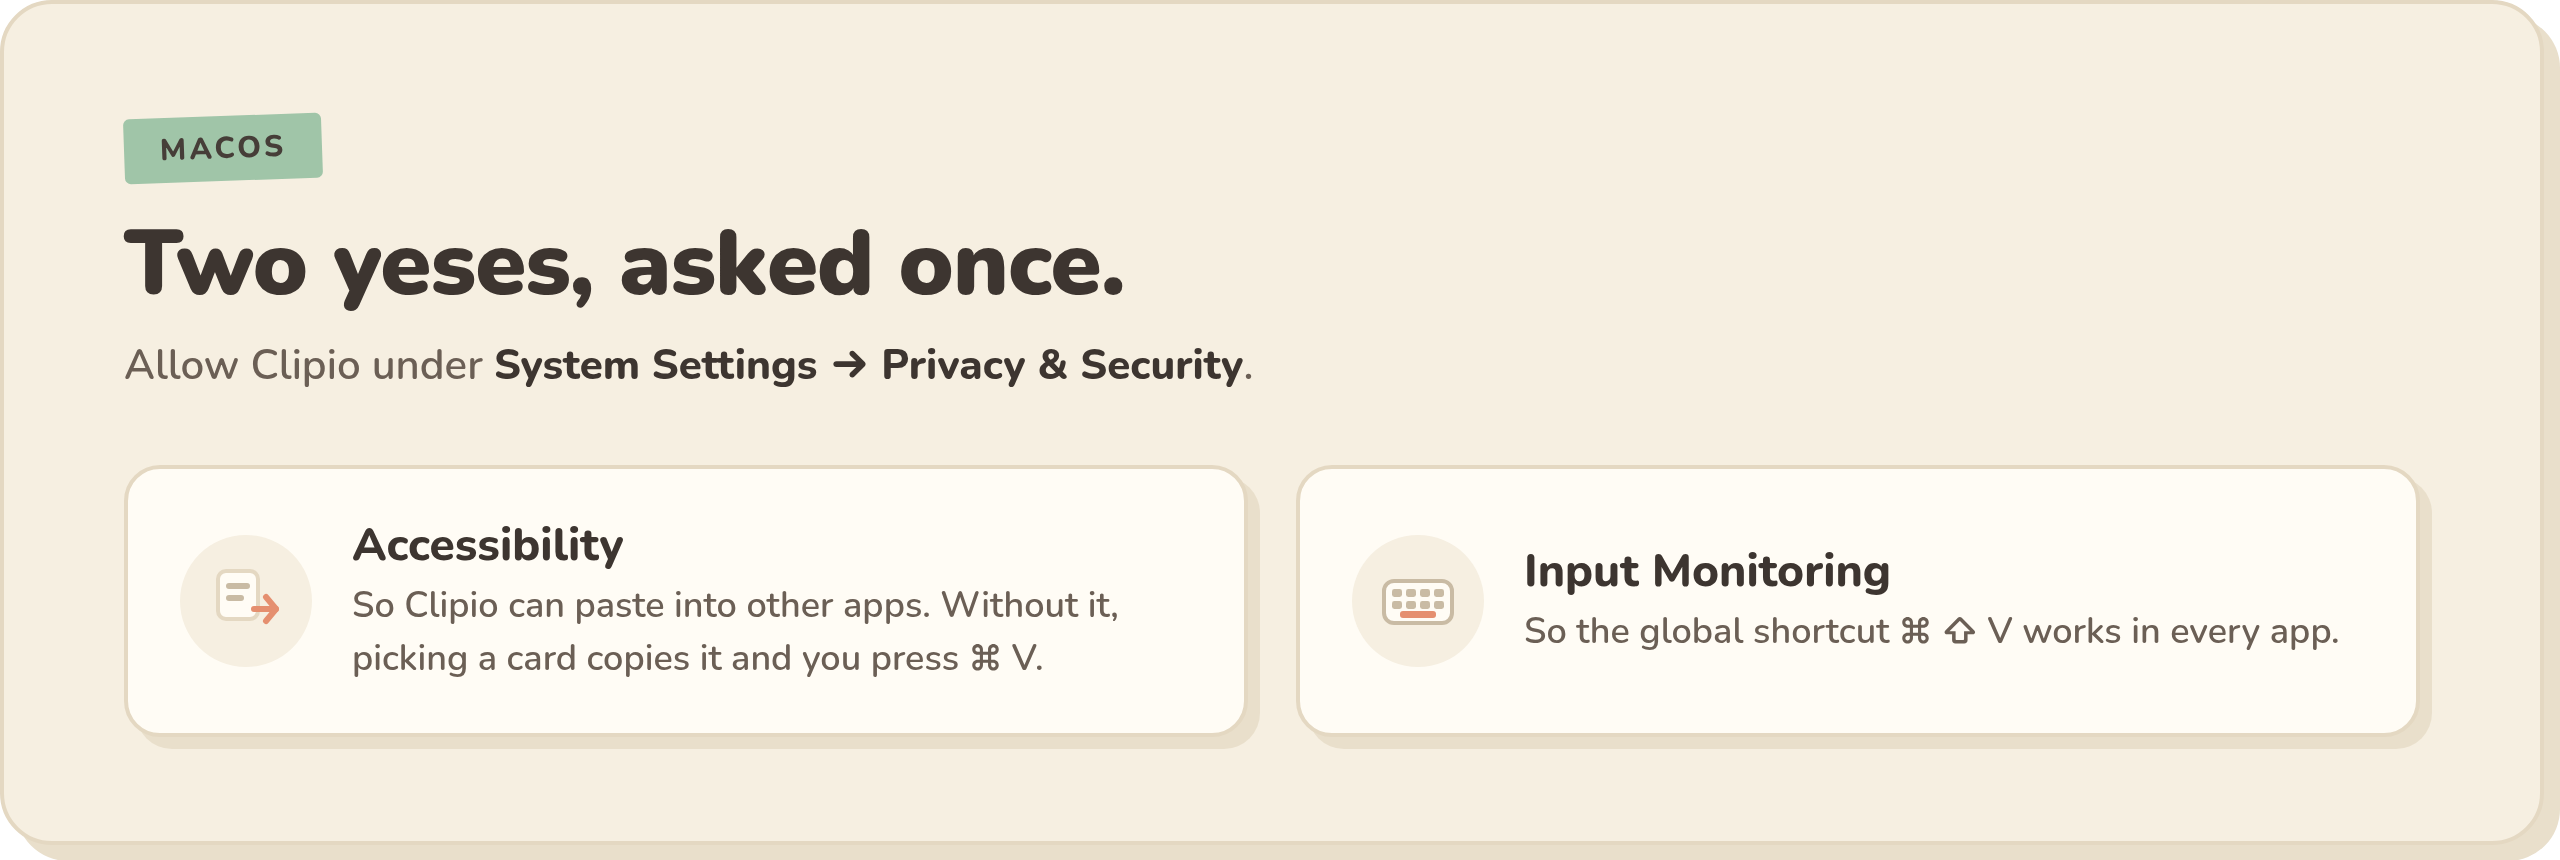 MACOS
Two yeses, asked once.
Allow Clipio under System Settings → Privacy & Security.
Accessibility
So Clipio can paste into other apps. Without it,
picking a card copies it and you press ⌘ V.
Input Monitoring
So the global shortcut ⌘ ⇧ V works in every app.